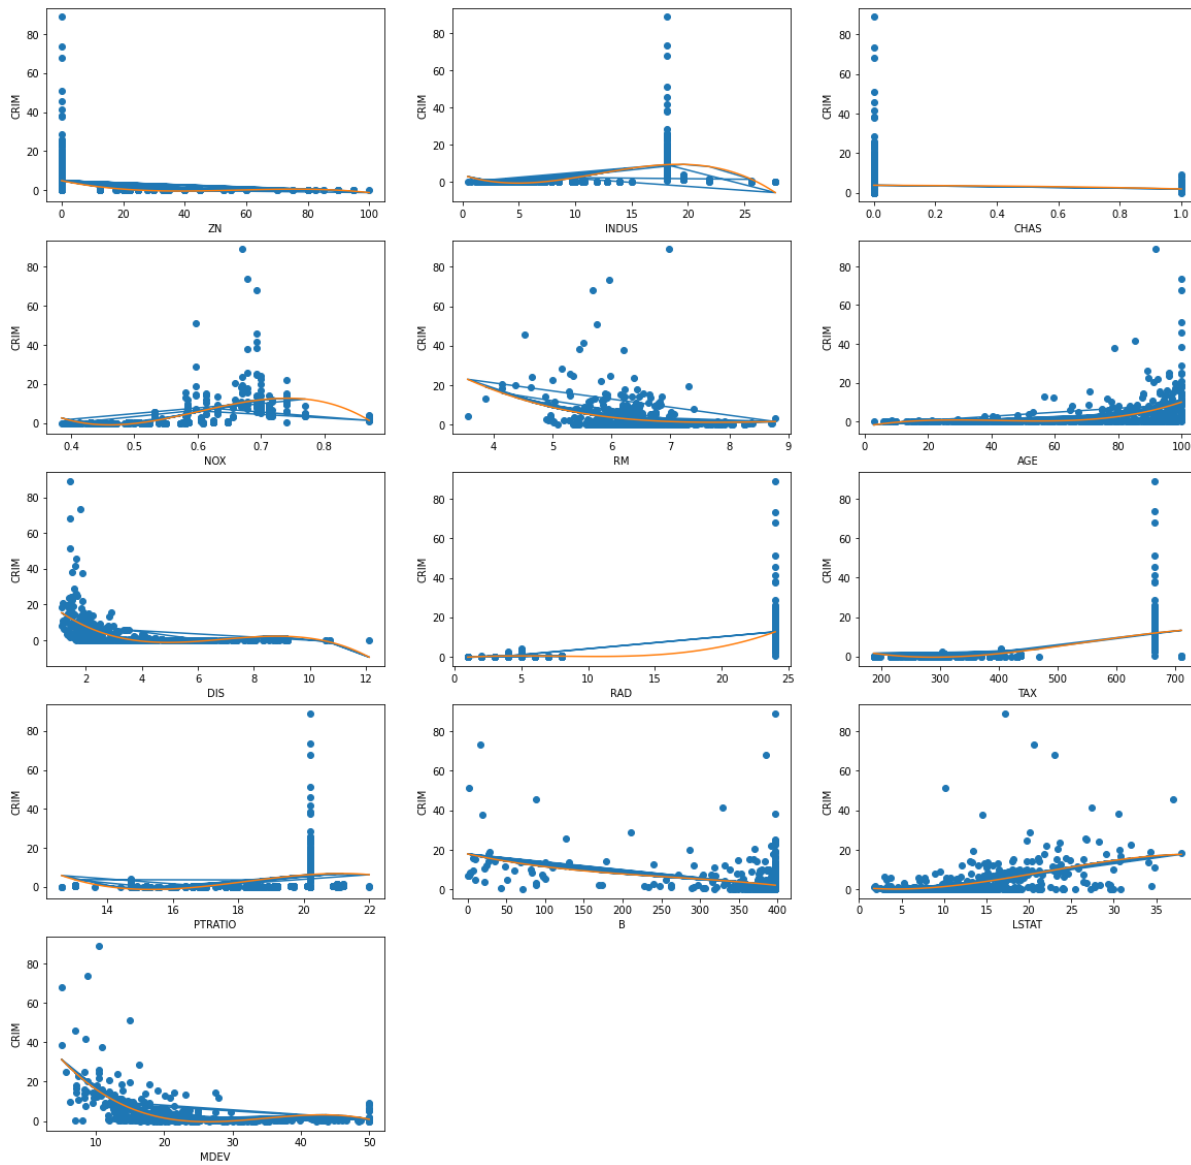 80
60
40
20
0
CRIM
0 20 40 60 80 100
ZN
80
60
40
20
0
CRIM
0 5 10 15 20 25
INDUS
80
60
40
20
0
CRIM
0.0 0.2 0.4 0.6 0.8 1.0
CHAS
80
60
40
20
0
CRIM
0.4 0.5 0.6 0.7 0.8
NOX
80
60
40
20
0
CRIM
4 5 6 7 8 9
RM
80
60
40
20
0
CRIM
0 20 40 60 80 100
AGE
80
60
40
20
0
CRIM
2 4 6 8 10 12
DIS
80
60
40
20
0
CRIM
0 5 10 15 20 25
RAD
80
60
40
20
0
CRIM
200 300 400 500 600 700
TAX
80
60
40
20
0
CRIM
14 16 18 20 22
PTRATIO
80
60
40
20
0
CRIM
0 50 100 150 200 250 300 350 400
B
80
60
40
20
0
CRIM
0 5 10 15 20 25 30 35
LSTAT
80
60
40
20
0
CRIM
10 20 30 40 50
MDEV